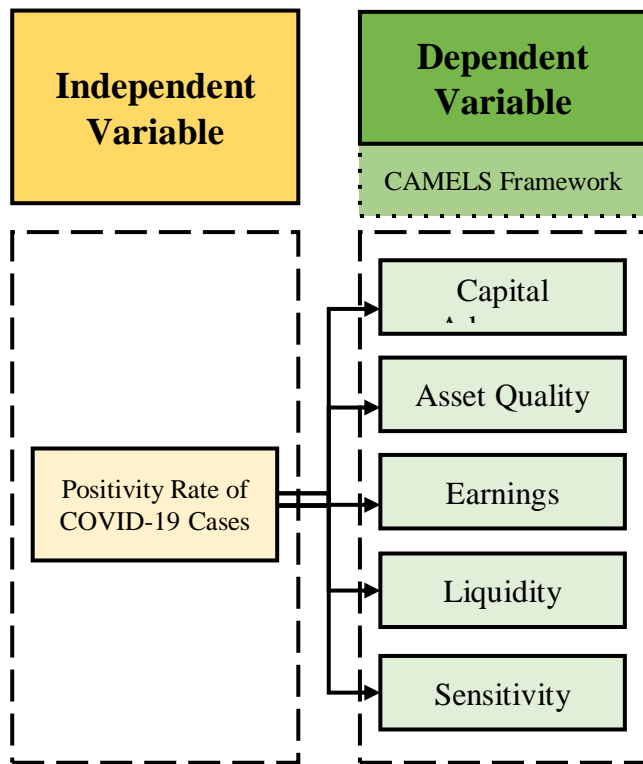 Independent
Variable
Dependent
Variable
CAMELS Framework
Positivity Rate of
COVID-19 Cases
Capital
Asset Quality
Earnings
Liquidity
Sensitivity